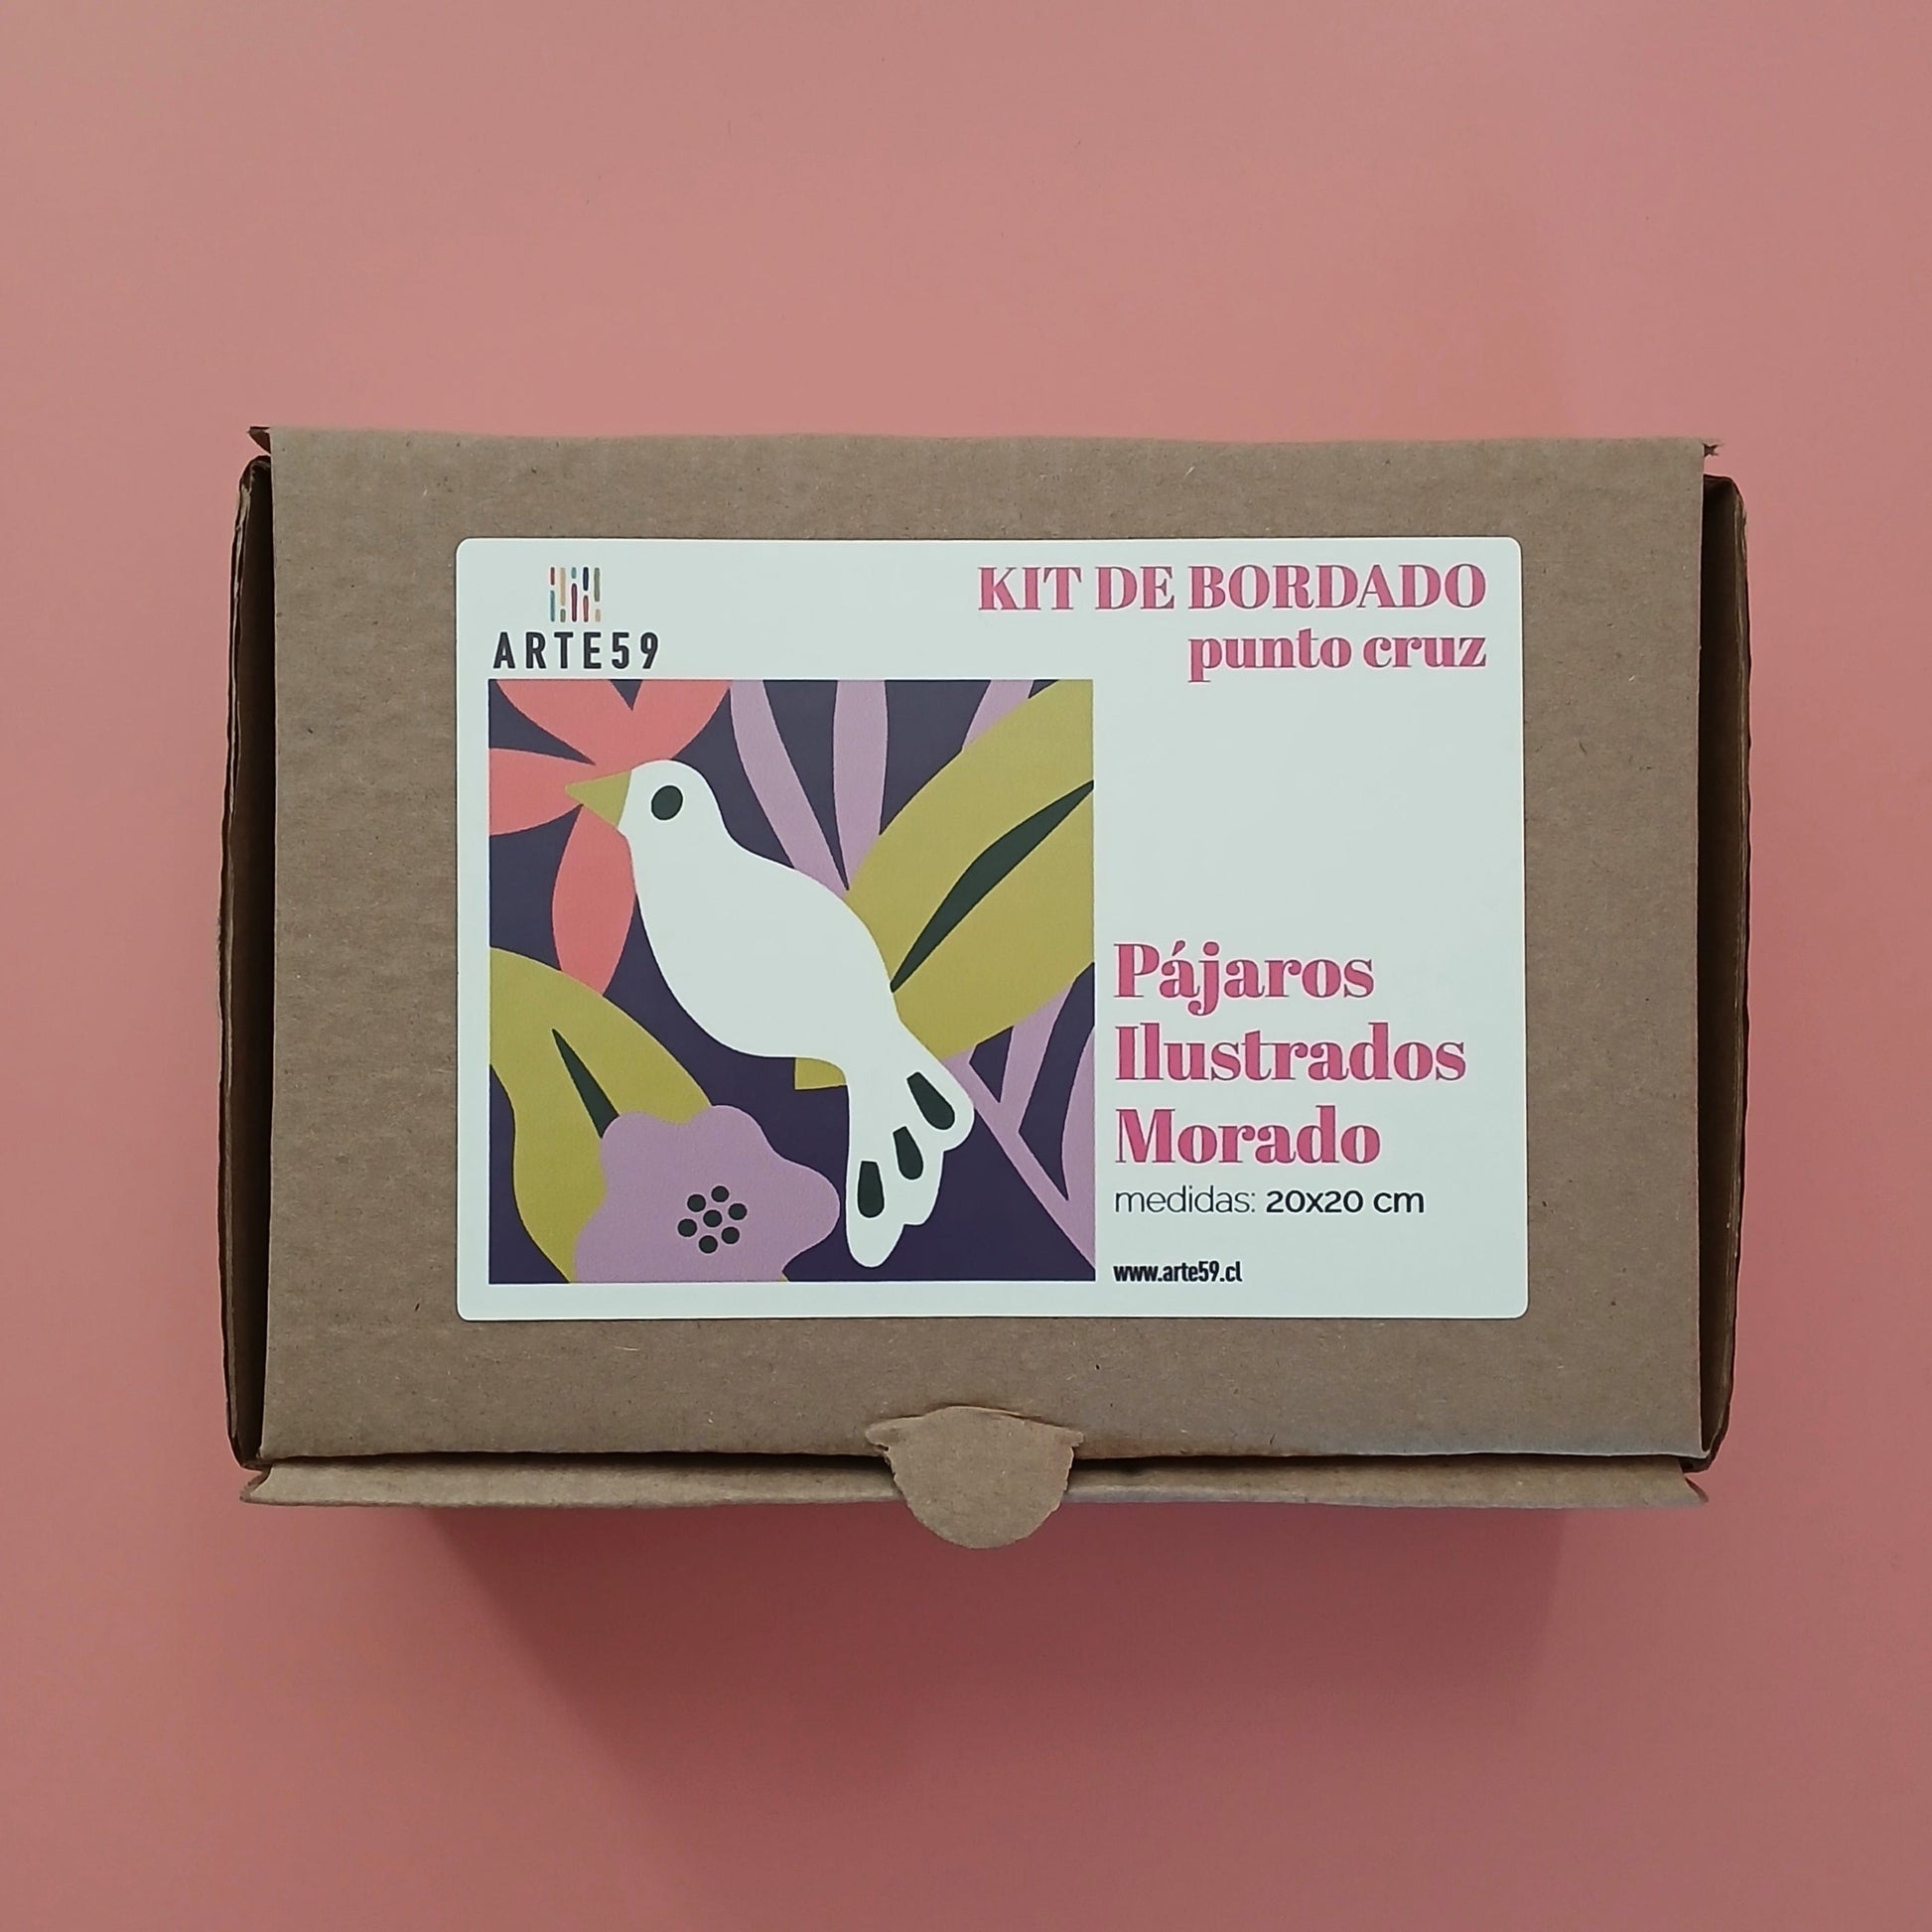 ARTE59
KIT DE BORDADO
punto cruz
Pájaros
Ilustrados
Morado
medidas: 20x20 cm
www.arte59.cl